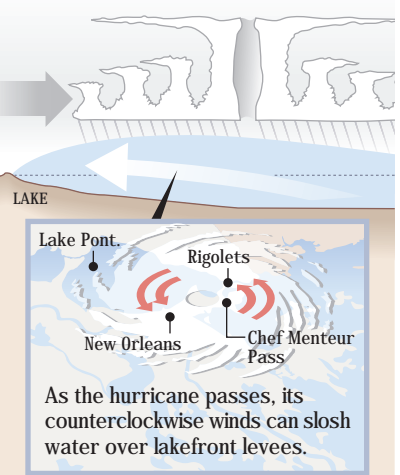 LAKE
Lake Pont.
Rigolets
New Orleans
Chef Menteur
Pass
As the hurricane passes, its
counterclockwise winds can slosh
water over lakefront levees.